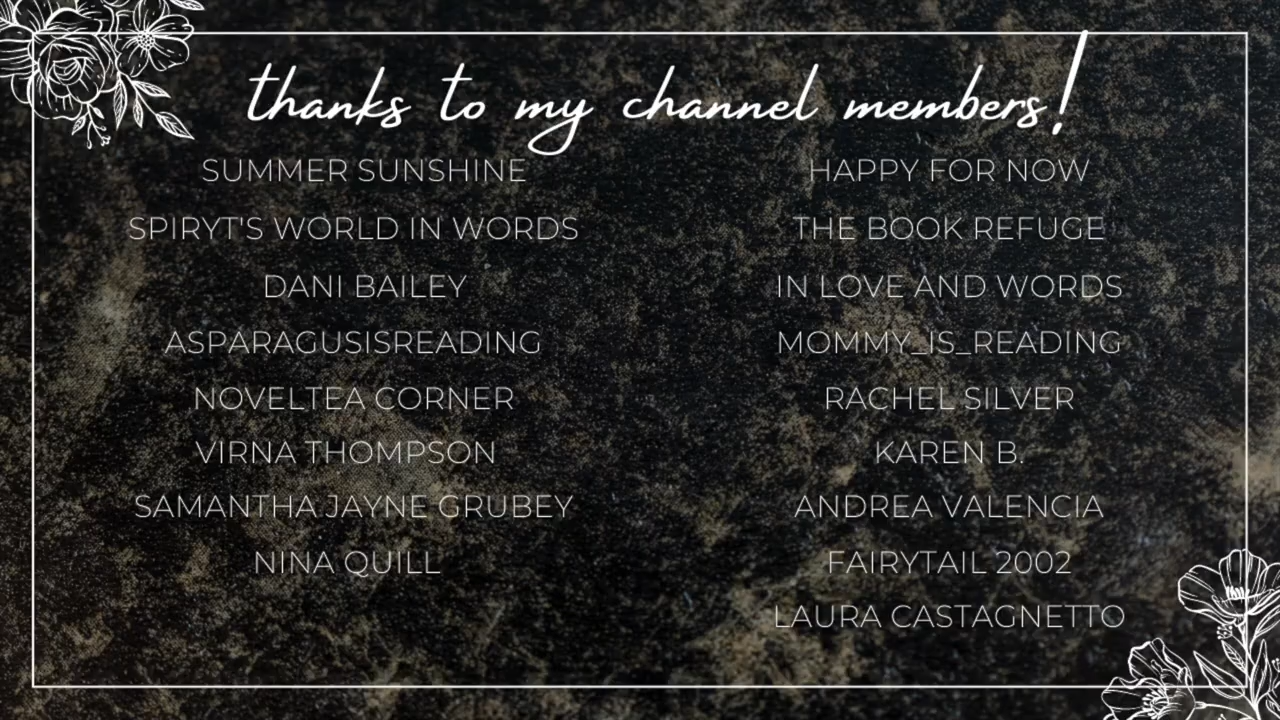 thanks to my channel members!
SUMMER SUNSHINE
SPIRYT'S WORLD IN WORDS
DANI BAILEY
ASPARAGUSISREADING
NOVELTEA CORNER
VIRNA THOMPSON
SAMANTHA JAYNE GRUBEY
NINA QUILL
HAPPY FOR NOW
THE BOOK REFUGE
IN LOVE AND WORDS
MOMMY_IS_READING
RACHEL SILVER
KAREN B.
ANDREA VALENCIA
FAIRYTAIL 2002
LAURA CASTAGNETTO